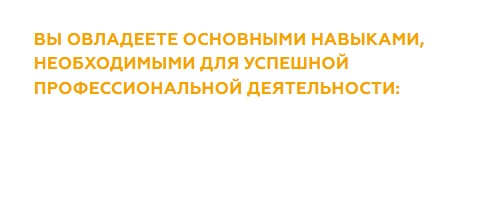 ВЫ ОВЛАДЕЕТЕ ОСНОВНЫМИ НАВЫКАМИ,
НЕОБХОДИМЫМИ ДЛЯ УСПЕШНОЙ
ПРОФЕССИОНАЛЬНОЙ ДЕЯТЕЛЬНОСТИ: